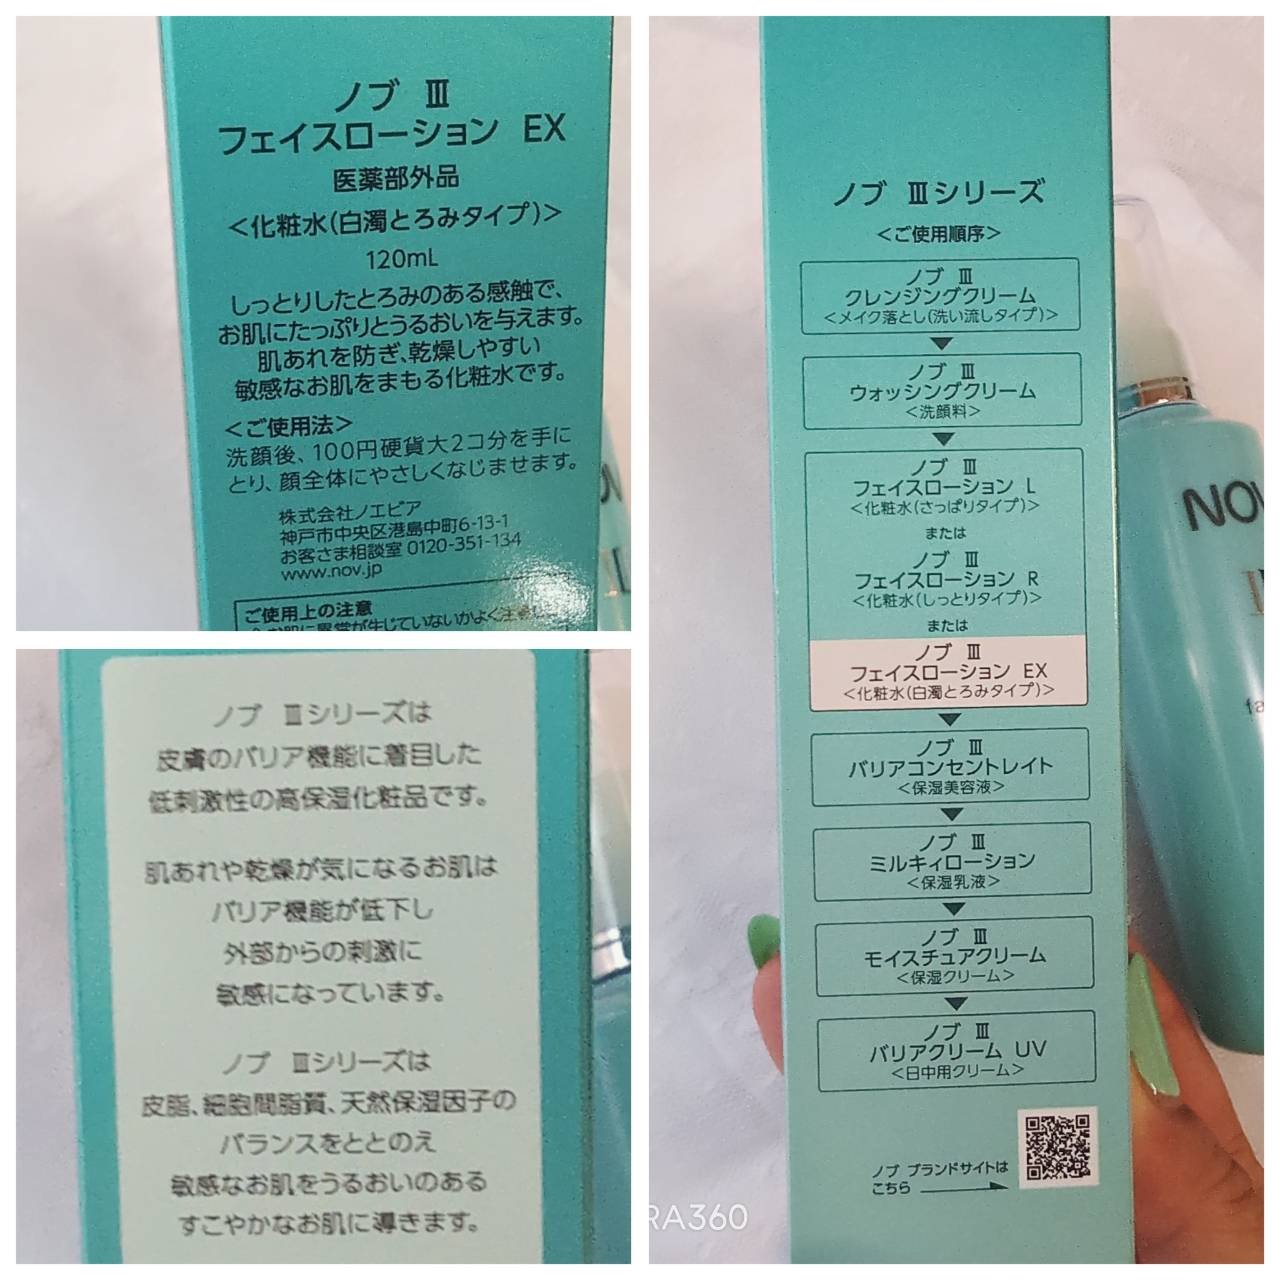 ノブ Ⅲ
フェイスローション EX
医薬部外品
<化粧水(白濁とろみタイプ)>
120mL
しっとりしたとろみのある感触で、
お肌にたっぷりとうるおいを与えます。
肌あれを防ぎ、乾燥しやすい
敏感なお肌をまもる化粧水です。
<ご使用法>
洗顔後、100円硬貨大2コ分を手に
とり、顔全体にやさしくなじませます。
株式会社ノエビア
神戸市中央区港島中町6-13-1
お客さま相談室 0120-351-134
www.nov.jp
ご使用上の注意
ノブ Ⅲシリーズは
皮膚のバリア機能に着目した
低刺激性の高保湿化粧品です。
肌あれや乾燥が気になるお肌は
バリア機能が低下し
外部からの刺激に
敏感になっています。
ノブ Ⅲシリーズは
皮脂、細胞間脂質、天然保湿因子の
バランスをととのえ
敏感なお肌をうるおいのある
すこやかなお肌に導きます。
ノブ Ⅲシリーズ
<ご使用順序>
ノブ Ⅲ
クレンジングクリーム
<メイク落とし(洗い流しタイプ)>
ノブ Ⅲ
ウォッシングクリーム
<洗顔料>
ノブ Ⅲ
フェイスローション L
<化粧水(さっぱりタイプ)>
または
ノブ Ⅲ
フェイスローション R
<化粧水(しっとりタイプ)>
または
ノブ Ⅲ
フェイスローション EX
<化粧水(白濁とろみタイプ)>
ノブ Ⅲ
バリアコンセントレイト
<保湿美容液>
ノブ Ⅲ
ミルキィローション
<保湿乳液>
ノブ Ⅲ
モイスチュアクリーム
<保湿クリーム>
ノブ Ⅲ
バリアクリーム UV
<日中用クリーム>
ノブ ブランドサイトは
こちら
NOV
RA360